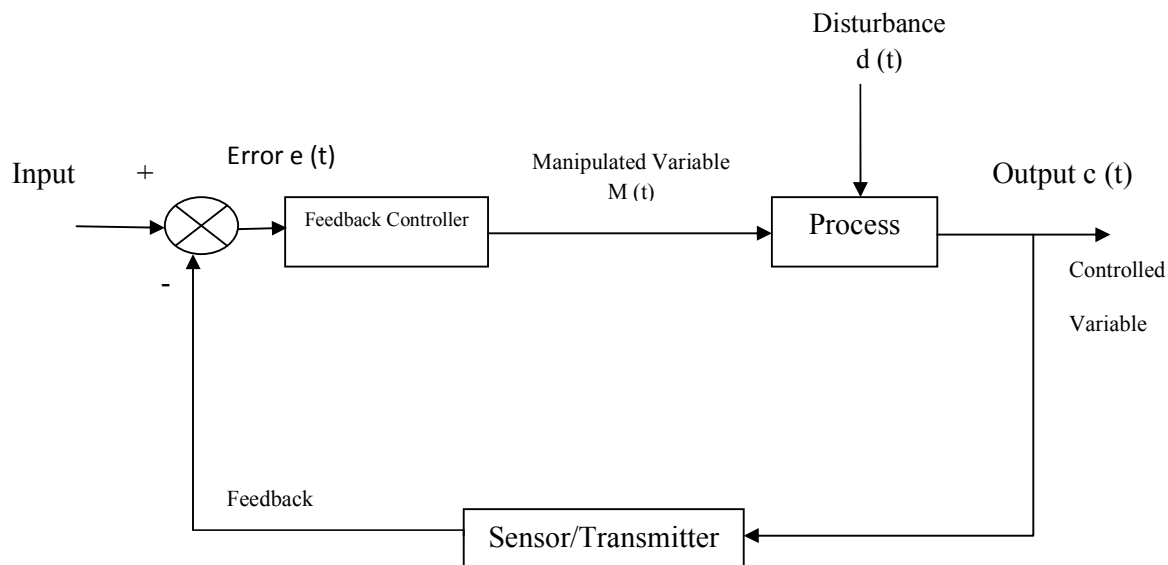 Disturbance
d (t)
Input
+
Error e (t)
Manipulated Variable
M (t)
Output c (t)
Feedback Controller
Process
Controlled
Variable
-
Feedback
Sensor/Transmitter